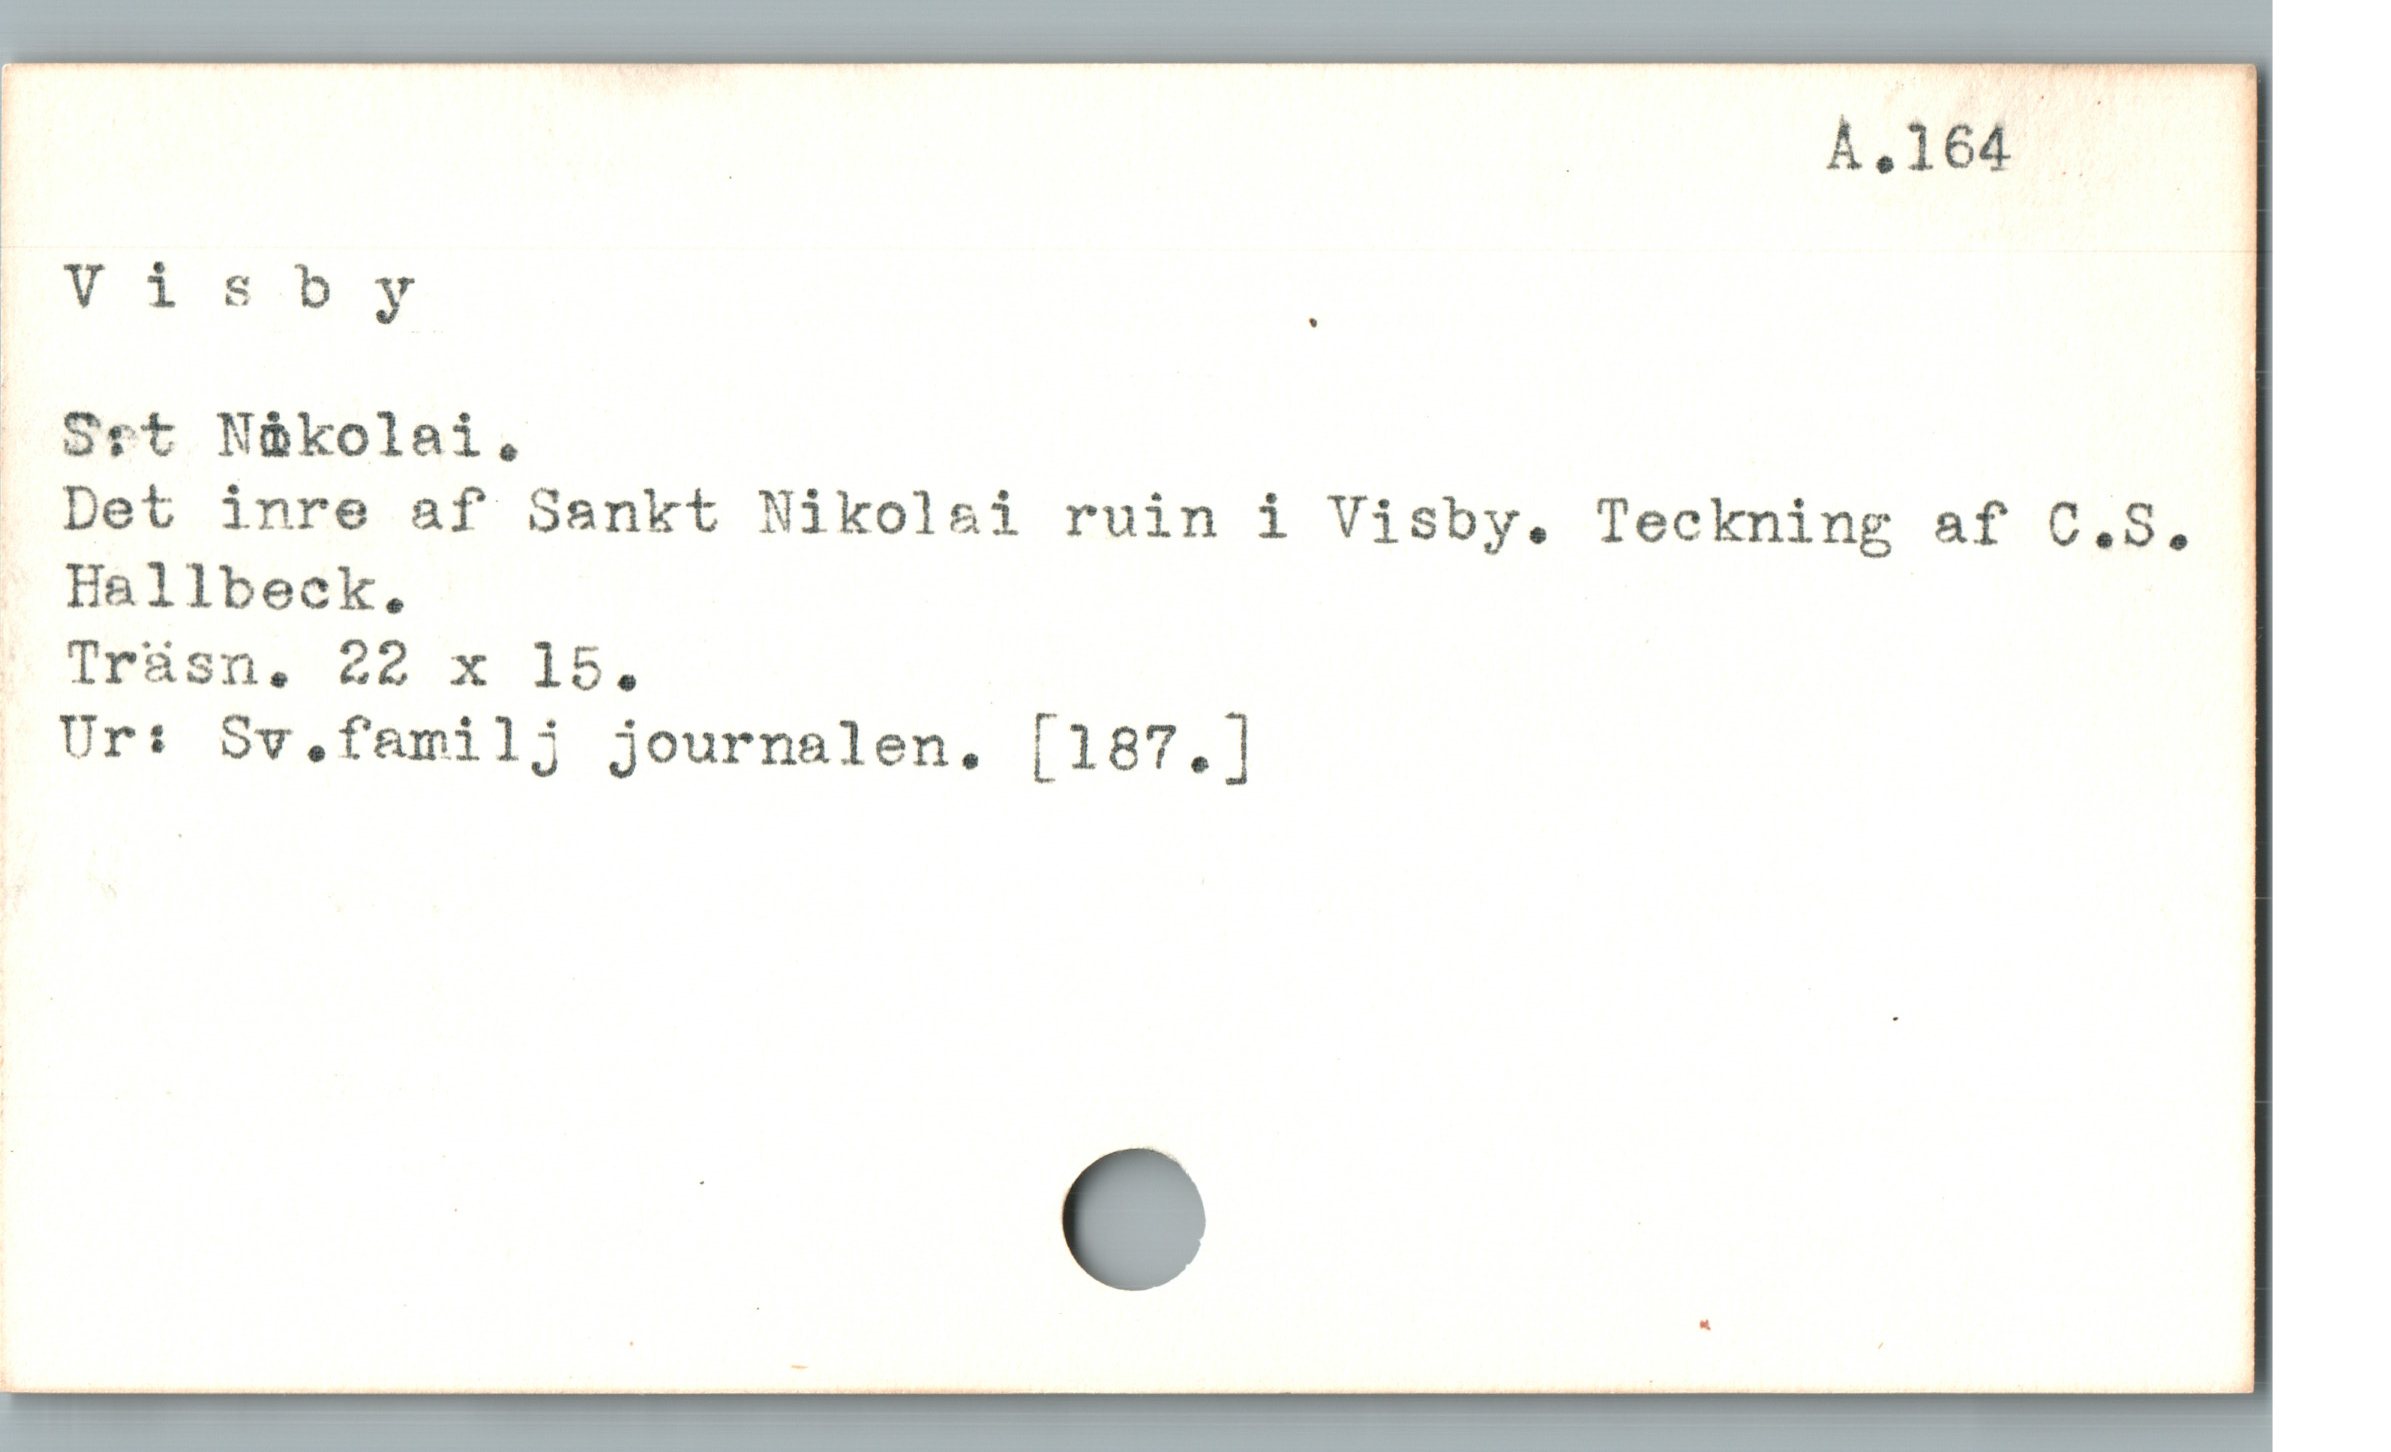 A.164
V i s b y
S:t Nikolai.
Det inre af Sankt Nikolai ruin i Visby. Teckning af C.S.
Hallbeck.
Träsn. 22 x 15.
Ur: Sv.familj journalen. [187.]